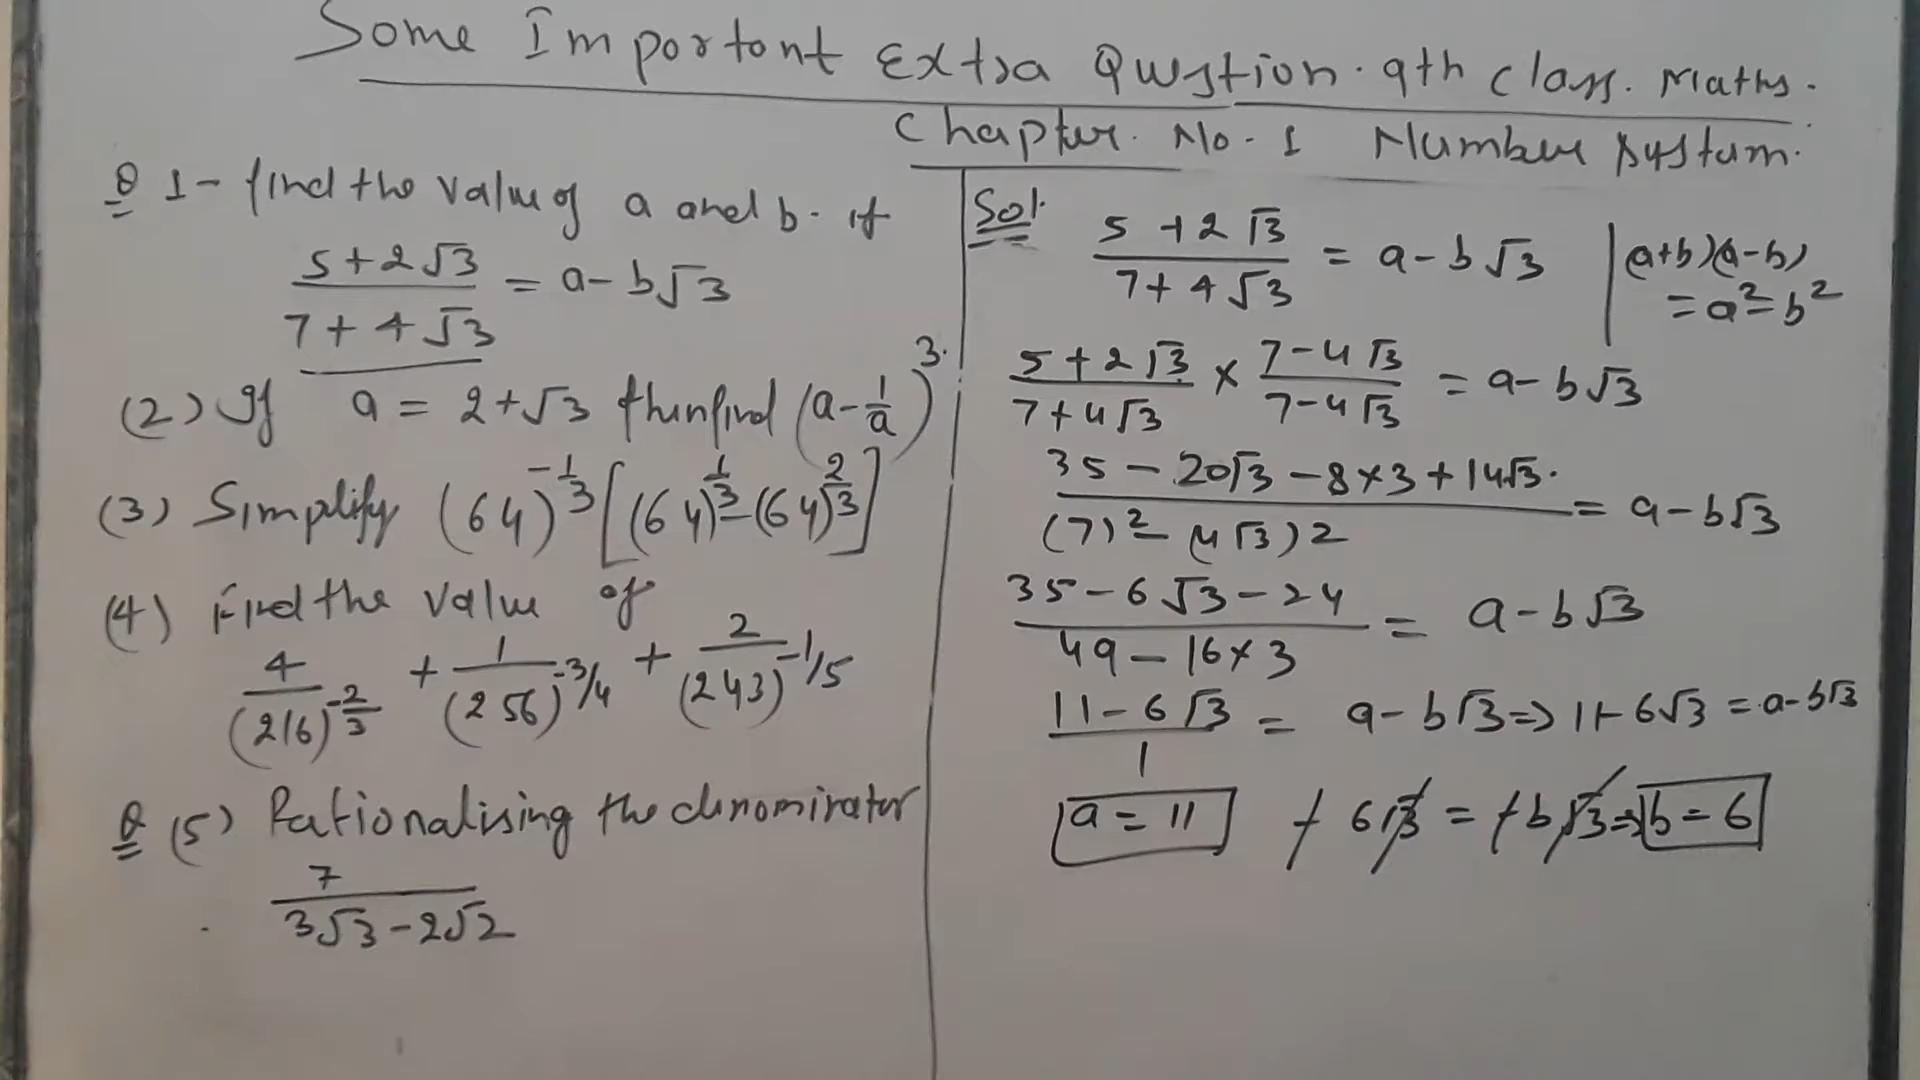 Some Important Extra Question. 9th Class. Maths.
Chapter. No. 1 Number System.
Q 1- find the value of a and b. if
5+2√3 / 7+4√3 = a-b√3
(2) If a = 2+√3 then find (a-1/a)^3.
(3) Simplify (64)^-1/3 [(64)^1/3-(64)^2/3]
(4) Find the value of
4/(216)^-2/3 + 1/(256)^-3/4 + 2/(243)^-1/5
Q (5) Rationalising the denominator
7 / 3√3-2√2
Sol.
5+2√3 / 7+4√3 = a-b√3
(a+b)(a-b)
=a²-b²
5+2√3 / 7+4√3 × 7-4√3 / 7-4√3 = a-b√3
35-20√3-8×3+14√3. / (7)²-(4√3)2 = a-b√3
35-6√3-24 / 49-16×3 = a-b√3
11-6√3 / 1 = a-b√3 => 11-6√3 = a-b√3
a = 11 -6√3 = -b√3 => b=6